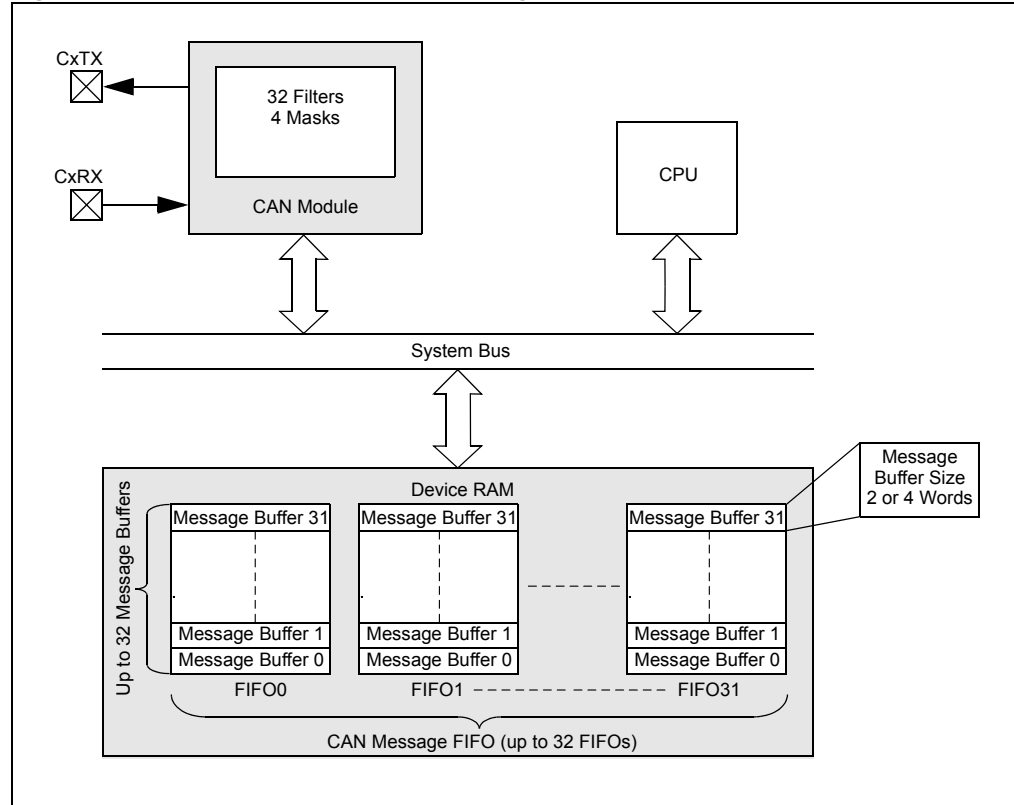 CxTX
32 Filters
4 Masks
CxRX
CAN Module
CPU
System Bus
Message
Buffer Size
2 or 4 Words
Device RAM
Up to 32 Message Buffers
Message Buffer 31
Message Buffer 31
Message Buffer 31
Message Buffer 1
Message Buffer 1
Message Buffer 1
Message Buffer 0
Message Buffer 0
Message Buffer 0
FIFO0
FIFO1
FIFO31
CAN Message FIFO (up to 32 FIFOs)